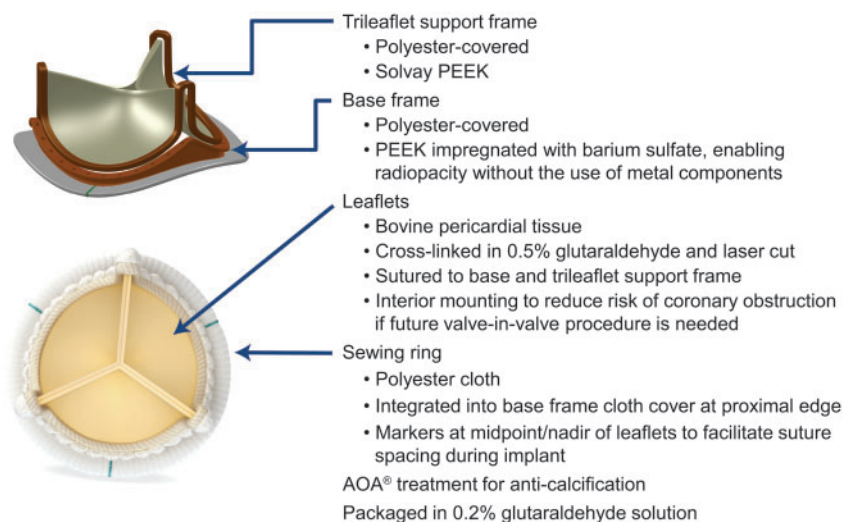 Trileaflet support frame
• Polyester-covered
• Solvay PEEK
Base frame
• Polyester-covered
• PEEK impregnated with barium sulfate, enabling
radiopacity without the use of metal components
Leaflets
• Bovine pericardial tissue
• Cross-linked in 0.5% glutaraldehyde and laser cut
• Sutured to base and trileaflet support frame
• Interior mounting to reduce risk of coronary obstruction
if future valve-in-valve procedure is needed
Sewing ring
• Polyester cloth
• Integrated into base frame cloth cover at proximal edge
• Markers at midpoint/nadir of leaflets to facilitate suture
spacing during implant
AOA® treatment for anti-calcification
Packaged in 0.2% glutaraldehyde solution